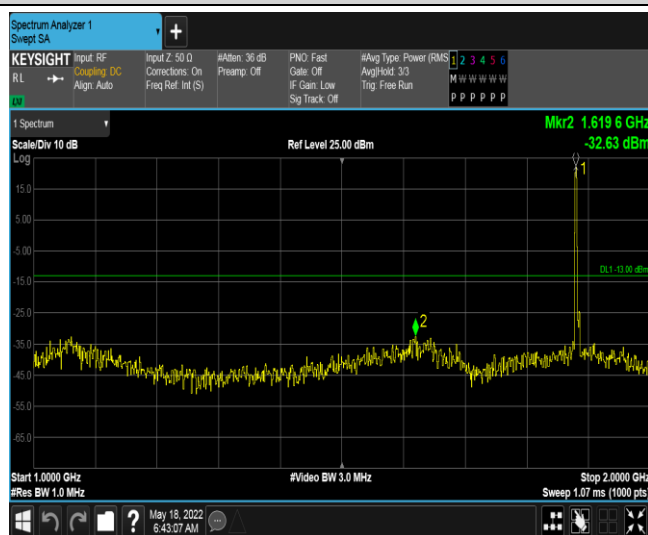 Spectrum Analyzer 1
Swept SA
+
KEYSIGHT
RL
Input: RF
Coupling: DC
Align: Auto
Input Z: 50 Ω
Corrections: On
Freq Ref: Int (S)
#Atten: 36 dB
Preamp: Off
PNO: Fast
Gate: Off
IF Gain: Low
Sig Track: Off
#Avg Type: Power (RMS
Avg|Hold: 3/3
Trig: Free Run
1 2 3 4 5 6
M W W W W W
P P P P P P
LXI
1 Spectrum
Mkr2 1.619 6 GHz
Scale/Div 10 dB
Ref Level 25.00 dBm
-32.63 dBm
Log
1
15.0
5.00
-5.00
DL1 -13.00 dBm
-15.0
-25.0
2
-35.0
-45.0
-55.0
-65.0
Start 1.0000 GHz
#Video BW 3.0 MHz
Stop 2.0000 GHz
#Res BW 1.0 MHz
Sweep 1.07 ms (1000 pts)
?
May 18, 2022
6:43:07 AM